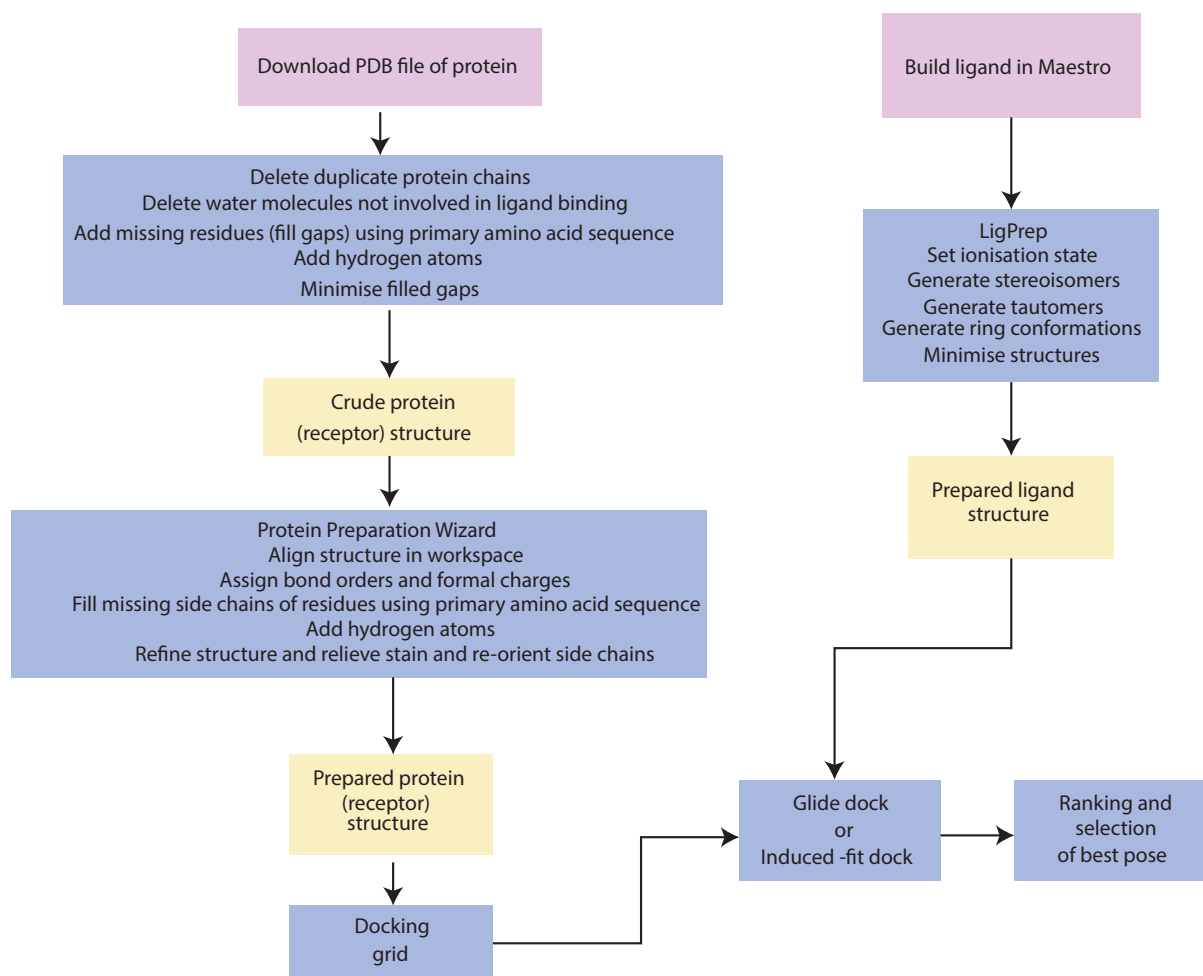 Download PDB file of protein
Delete duplicate protein chains
Delete water molecules not involved in ligand binding
Add missing residues (fill gaps) using primary amino acid sequence
Add hydrogen atoms
Minimise filled gaps
Crude protein
(receptor) structure
Protein Preparation Wizard
Align structure in workspace
Assign bond orders and formal charges
Fill missing side chains of residues using primary amino acid sequence
Add hydrogen atoms
Refine structure and relieve stain and re-orient side chains
Prepared protein
(receptor)
structure
Docking
grid
Build ligand in Maestro
LigPrep
Set ionisation state
Generate stereoisomers
Generate tautomers
Generate ring conformations
Minimise structures
Prepared ligand
structure
Glide dock
or
Induced -fit dock
Ranking and
selection
of best pose